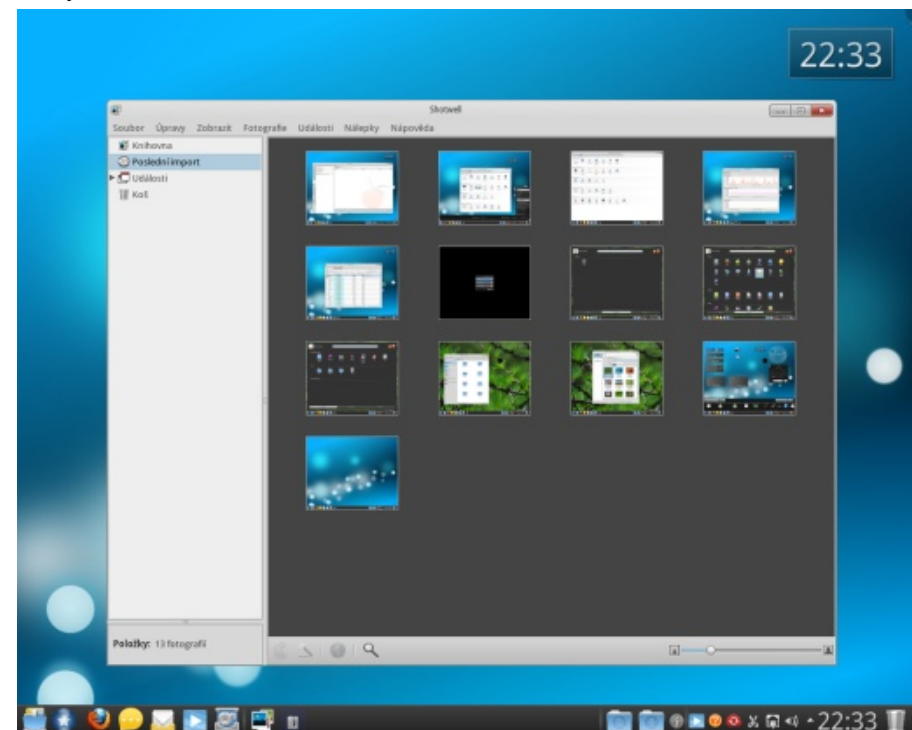 22:33
Shotwell
Soubor Úpravy Zobrazit Fotografie Události Nálepky Nápověda
Knihovna
Poslední import
Události
Koš
Položky: 13 fotografií
22:33